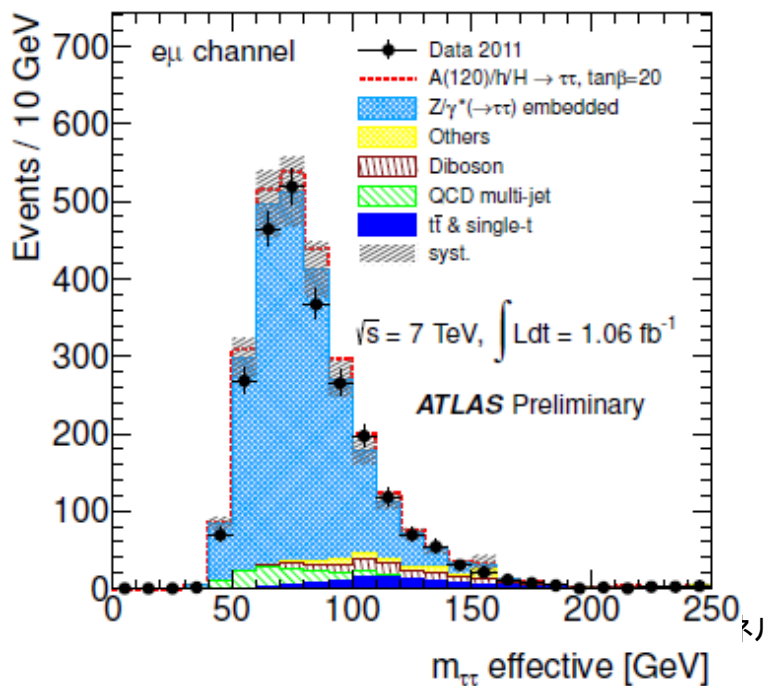 700
600
500
400
300
200
100
0
Events / 10 GeV
eμ channel
Data 2011
A(120)/h/H → ττ, tanβ=20
Z/γ*(→ττ) embedded
Others
Diboson
QCD multi-jet
tt̄ & single-t
syst.
√s = 7 TeV, ∫ Ldt = 1.06 fb⁻¹
ATLAS Preliminary
0 50 100 150 200 250
m_ττ effective [GeV]